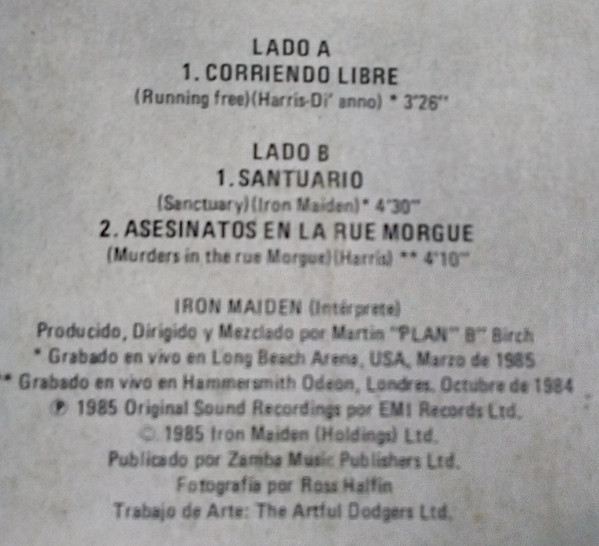 LADO A
1. CORRIENDO LIBRE
(Running free)(Harris-Di' anno) * 3'26''
LADO B
1. SANTUARIO
(Sanctuary)(Iron Maiden)* 4'30''
2. ASESINATOS EN LA RUE MORGUE
(Murders in the rue Morgue)(Harris) ** 4'10''
IRON MAIDEN (Intérprete)
Producido, Dirigido y Mezclado por Martin "PLAN" B" Birch
* Grabado en vivo en Long Beach Arena, USA, Marzo de 1985
** Grabado en vivo en Hammersmith Odeon, Londres, Octubre de 1984
℗ 1985 Original Sound Recordings por EMI Records Ltd.
© 1985 Iron Maiden (Holdings) Ltd.
Publicado por Zamba Music Publishers Ltd.
Fotografía por Ross Halfin
Trabajo de Arte: The Artful Dodgers Ltd.